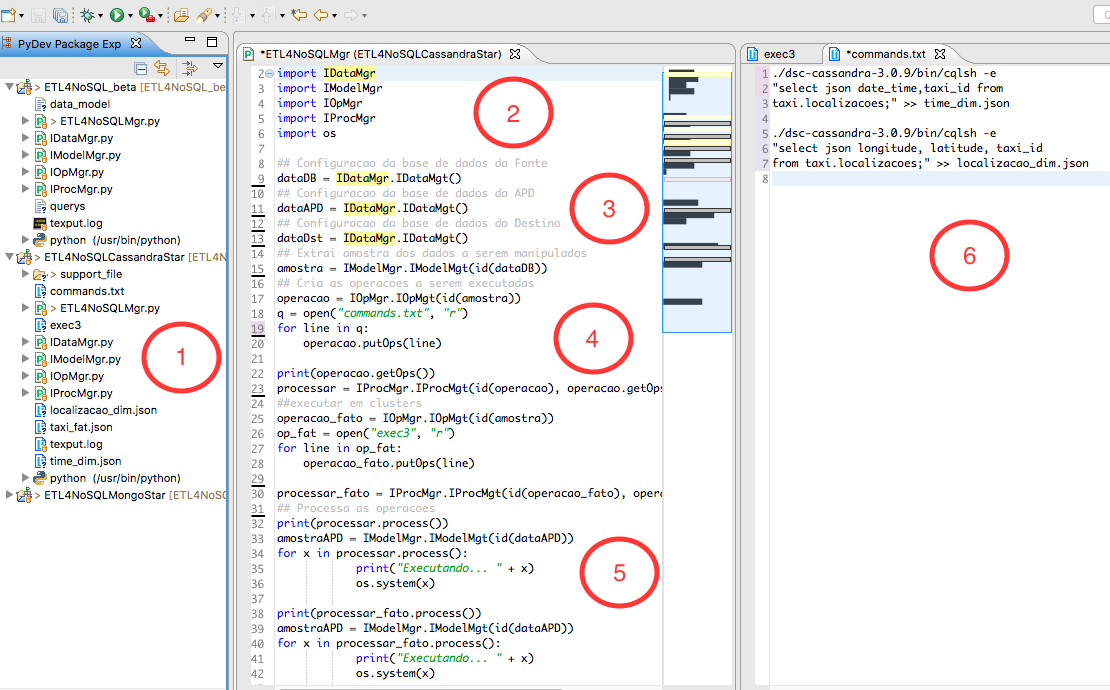 PyDev Package Exp
ETL4NoSQL_beta [ETL4NoSQL_be
data_model
> ETL4NoSQLMgr.py
IDataMgr.py
IModelMgr.py
IOpMgr.py
IProcMgr.py
querys
texput.log
python (/usr/bin/python)
> ETL4NoSQLCassandraStar [ETL4N
> support_file
commands.txt
> ETL4NoSQLMgr.py
exec3
IDataMgr.py
IModelMgr.py
IOpMgr.py
IProcMgr.py
localizacao_dim.json
taxi_fat.json
texput.log
time_dim.json
python (/usr/bin/python)
> ETL4NoSQLMongoStar [ETL4NoSQ
1
*ETL4NoSQLMgr (ETL4NoSQLCassandraStar)
2 import IDataMgr
3 import IModelMgr
4 import IOpMgr
5 import IProcMgr
6 import os
7
8 ## Configuracao da base de dados da Fonte
9 dataDB = IDataMgr.IDataMgt()
10 ## Configuracao da base de dados da APD
11 dataAPD = IDataMgr.IDataMgt()
12 ## Configuracao da base de dados do Destino
13 dataDst = IDataMgr.IDataMgt()
14 ## Extrai amostra dos dados a serem manipulados
15 amostra = IModelMgr.IModelMgt(id(dataDB))
16 ## Cria as operacoes a serem executadas
17 operacao = IOpMgr.IOpMgt(id(amostra))
18 q = open("commands.txt", "r")
19 for line in q:
20 operacao.putOps(line)
21
22 print(operacao.getOps())
23 processar = IProcMgr.IProcMgt(id(operacao), operacao.getOps
24 ##executar em clusters
25 operacao_fato = IOpMgr.IOpMgt(id(amostra))
26 op_fat = open("exec3", "r")
27 for line in op_fat:
28 operacao_fato.putOps(line)
29
30 processar_fato = IProcMgr.IProcMgt(id(operacao_fato), opera
31 ## Processa as operacoes
32 print(processar.process())
33 amostraAPD = IModelMgr.IModelMgt(id(dataAPD))
34 for x in processar.process():
35 print("Executando... " + x)
36 os.system(x)
37
38 print(processar_fato.process())
39 amostraAPD = IModelMgr.IModelMgt(id(dataAPD))
40 for x in processar_fato.process():
41 print("Executando... " + x)
42 os.system(x)
2
3
4
5
exec3
*commands.txt
1 ./dsc-cassandra-3.0.9/bin/cqlsh -e
2 "select json date_time,taxi_id from
3 taxi.localizacoes;" >> time_dim.json
4
5 ./dsc-cassandra-3.0.9/bin/cqlsh -e
6 "select json longitude, latitude, taxi_id
7 from taxi.localizacoes;" >> localizacao_dim.json
8
6